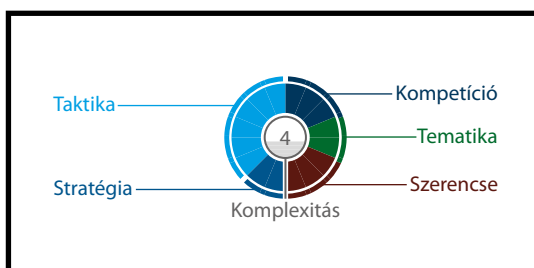 Kompetíció
Taktika
4
Tematika
Stratégia
Szerencse
Komplexitás